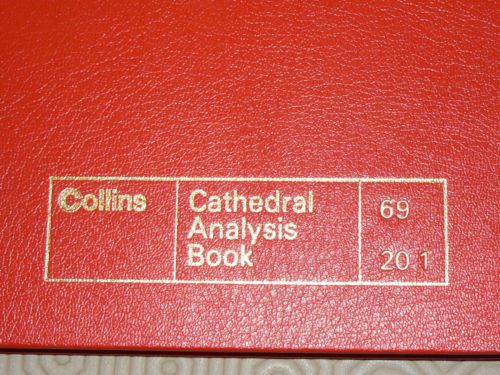 Collins
Cathedral
Analysis
Book
69
20 1